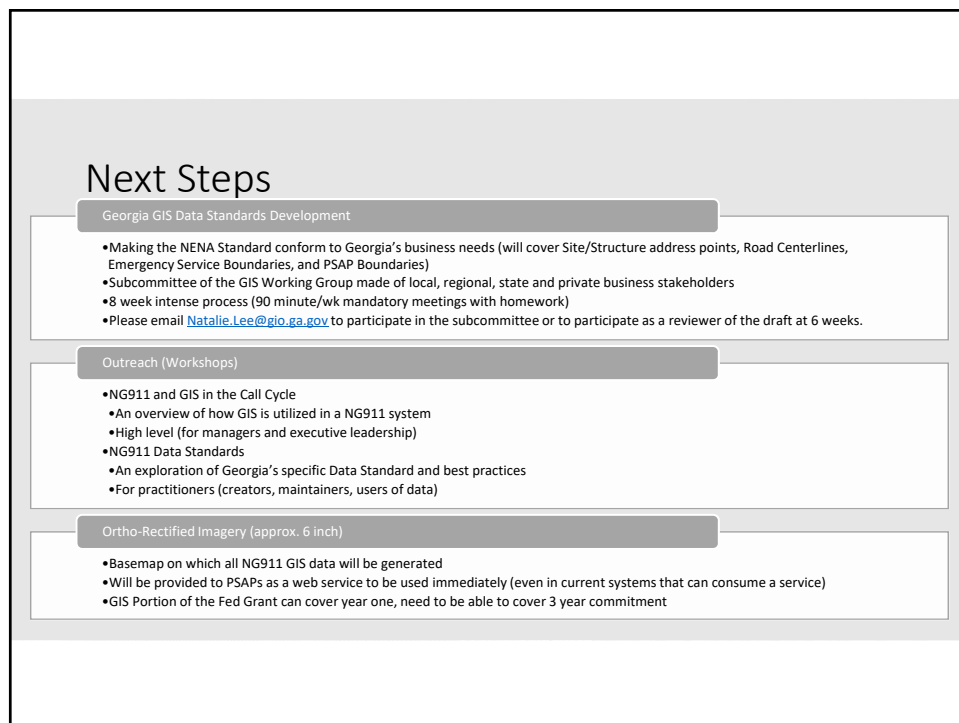 Next Steps
Georgia GIS Data Standards Development
•Making the NENA Standard conform to Georgia's business needs (will cover Site/Structure address points, Road Centerlines,
Emergency Service Boundaries, and PSAP Boundaries)
•Subcommittee of the GIS Working Group made of local, regional, state and private business stakeholders
•8 week intense process (90 minute/wk mandatory meetings with homework)
•Please email Natalie.Lee@gio.ga.gov to participate in the subcommittee or to participate as a reviewer of the draft at 6 weeks.
Outreach (Workshops)
•NG911 and GIS in the Call Cycle
•An overview of how GIS is utilized in a NG911 system
•High level (for managers and executive leadership)
•NG911 Data Standards
•An exploration of Georgia's specific Data Standard and best practices
•For practitioners (creators, maintainers, users of data)
Ortho-Rectified Imagery (approx. 6 inch)
•Basemap on which all NG911 GIS data will be generated
•Will be provided to PSAPs as a web service to be used immediately (even in current systems that can consume a service)
•GIS Portion of the Fed Grant can cover year one, need to be able to cover 3 year commitment